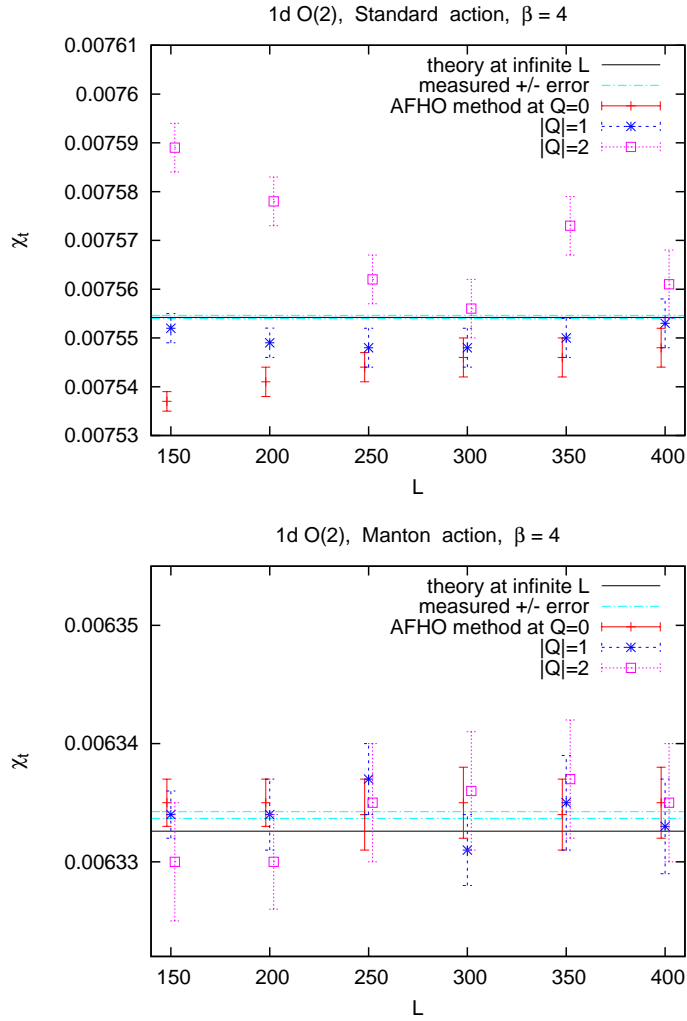 1d O(2), Standard action, β = 4
0.00761
0.0076
0.00759
0.00758
0.00757
0.00756
0.00755
0.00754
0.00753
χt
theory at infinite L
measured +/- error
AFHO method at Q=0
|Q|=1
|Q|=2
150 200 250 300 350 400
L
1d O(2), Manton action, β = 4
0.00635
0.00634
0.00633
χt
theory at infinite L
measured +/- error
AFHO method at Q=0
|Q|=1
|Q|=2
150 200 250 300 350 400
L